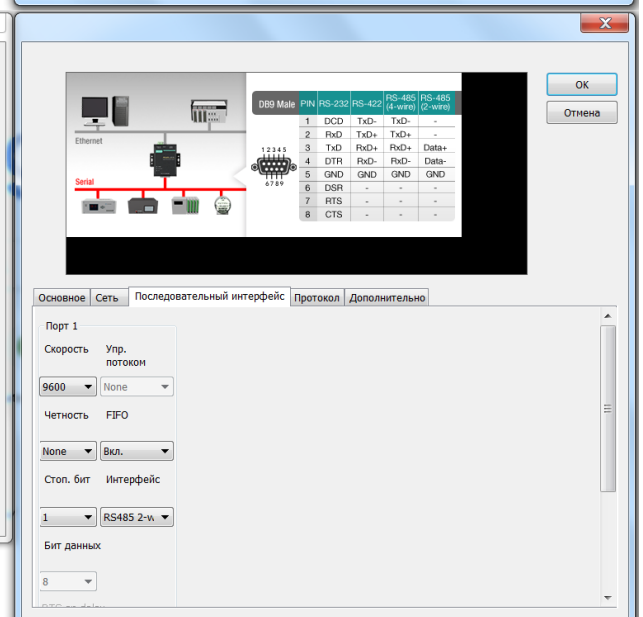 X
OK
Отмена
DB9 Male PIN RS-232 RS-422 RS-485 (4-wire) RS-485 (2-wire)
1 DCD TxD- TxD- -
2 RxD TxD+ TxD+ -
3 TxD RxD+ RxD+ Data+
4 DTR RxD- RxD- Data-
5 GND GND GND GND
6 DSR - - -
7 RTS - - -
8 CTS - - -
Ethernet
Serial
1 2 3 4 5
6 7 8 9
Основное Сеть Последовательный интерфейс Протокол Дополнительно
Порт 1
Скорость Упр. потоком
9600 None
Четность FIFO
None Вкл.
Стоп. бит Интерфейс
1 RS485 2-w
Бит данных
8